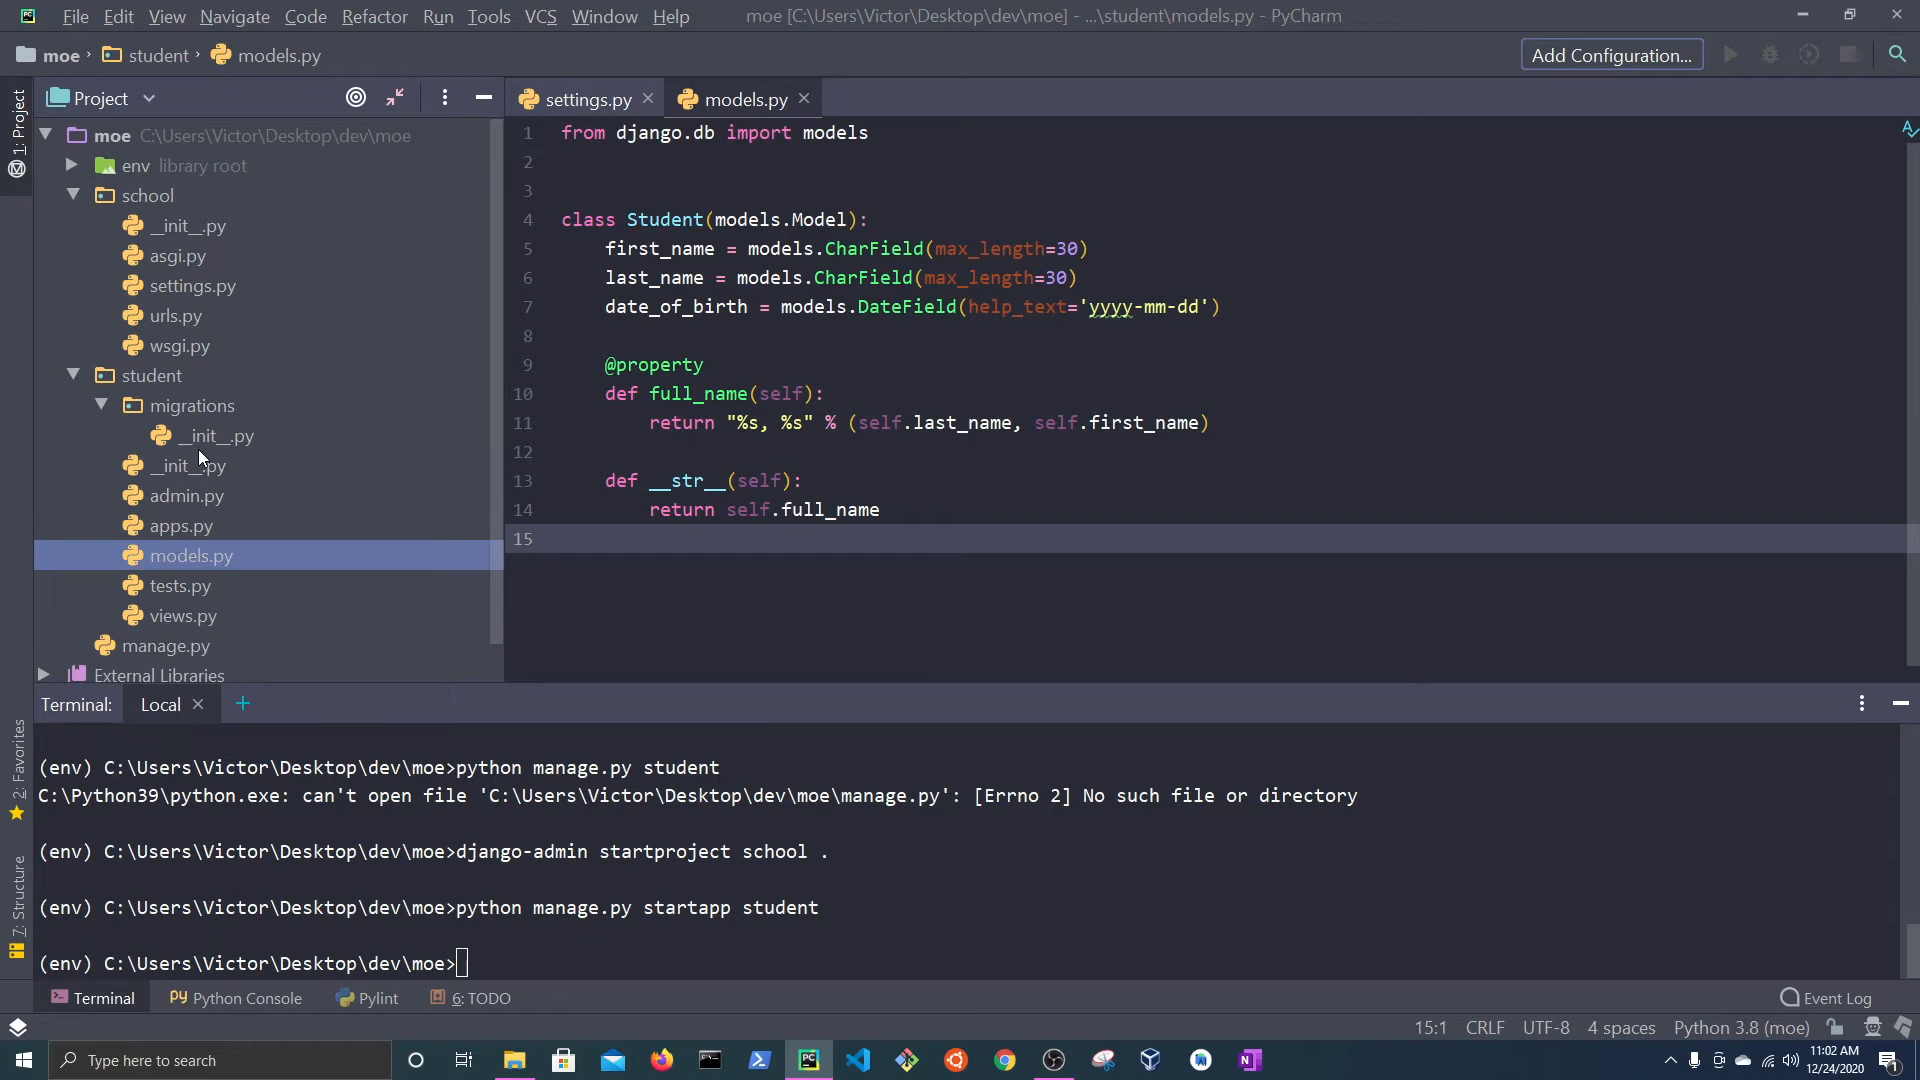 File Edit View Navigate Code Refactor Run Tools VCS Window Help moe [C:\Users\Victor\Desktop\dev\moe] - ...\student\models.py - PyCharm
moe student models.py Add Configuration...
1: Project
Project
moe C:\Users\Victor\Desktop\dev\moe
env library root
school
__init__.py
asgi.py
settings.py
urls.py
wsgi.py
student
migrations
__init__.py
__init__.py
admin.py
apps.py
models.py
tests.py
views.py
manage.py
External Libraries
settings.py models.py
1 from django.db import models
2
3
4 class Student(models.Model):
5 first_name = models.CharField(max_length=30)
6 last_name = models.CharField(max_length=30)
7 date_of_birth = models.DateField(help_text='yyyy-mm-dd')
8
9 @property
10 def full_name(self):
11 return "%s, %s" % (self.last_name, self.first_name)
12
13 def __str__(self):
14 return self.full_name
15
Terminal: Local
2: Favorites
7: Structure
(env) C:\Users\Victor\Desktop\dev\moe>python manage.py student
C:\Python39\python.exe: can't open file 'C:\Users\Victor\Desktop\dev\moe\manage.py': [Errno 2] No such file or directory
(env) C:\Users\Victor\Desktop\dev\moe>django-admin startproject school .
(env) C:\Users\Victor\Desktop\dev\moe>python manage.py startapp student
(env) C:\Users\Victor\Desktop\dev\moe>
Terminal Python Console Pylint 6: TODO Event Log
15:1 CRLF UTF-8 4 spaces Python 3.8 (moe)
Type here to search
11:02 AM
12/24/2020